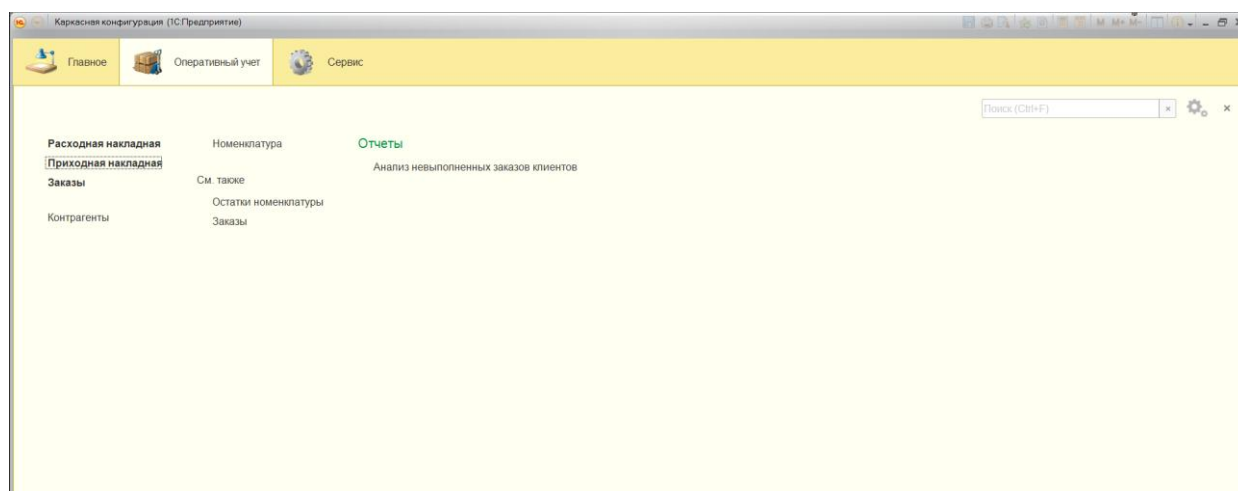 Каркасная конфигурация (1С:Предприятие)
M M+ M-
Главное Оперативный учет Сервис
Поиск (Ctrl+F)
Расходная накладная Номенклатура Отчеты
Приходная накладная Анализ невыполненных заказов клиентов
Заказы См. также
Остатки номенклатуры
Контрагенты Заказы